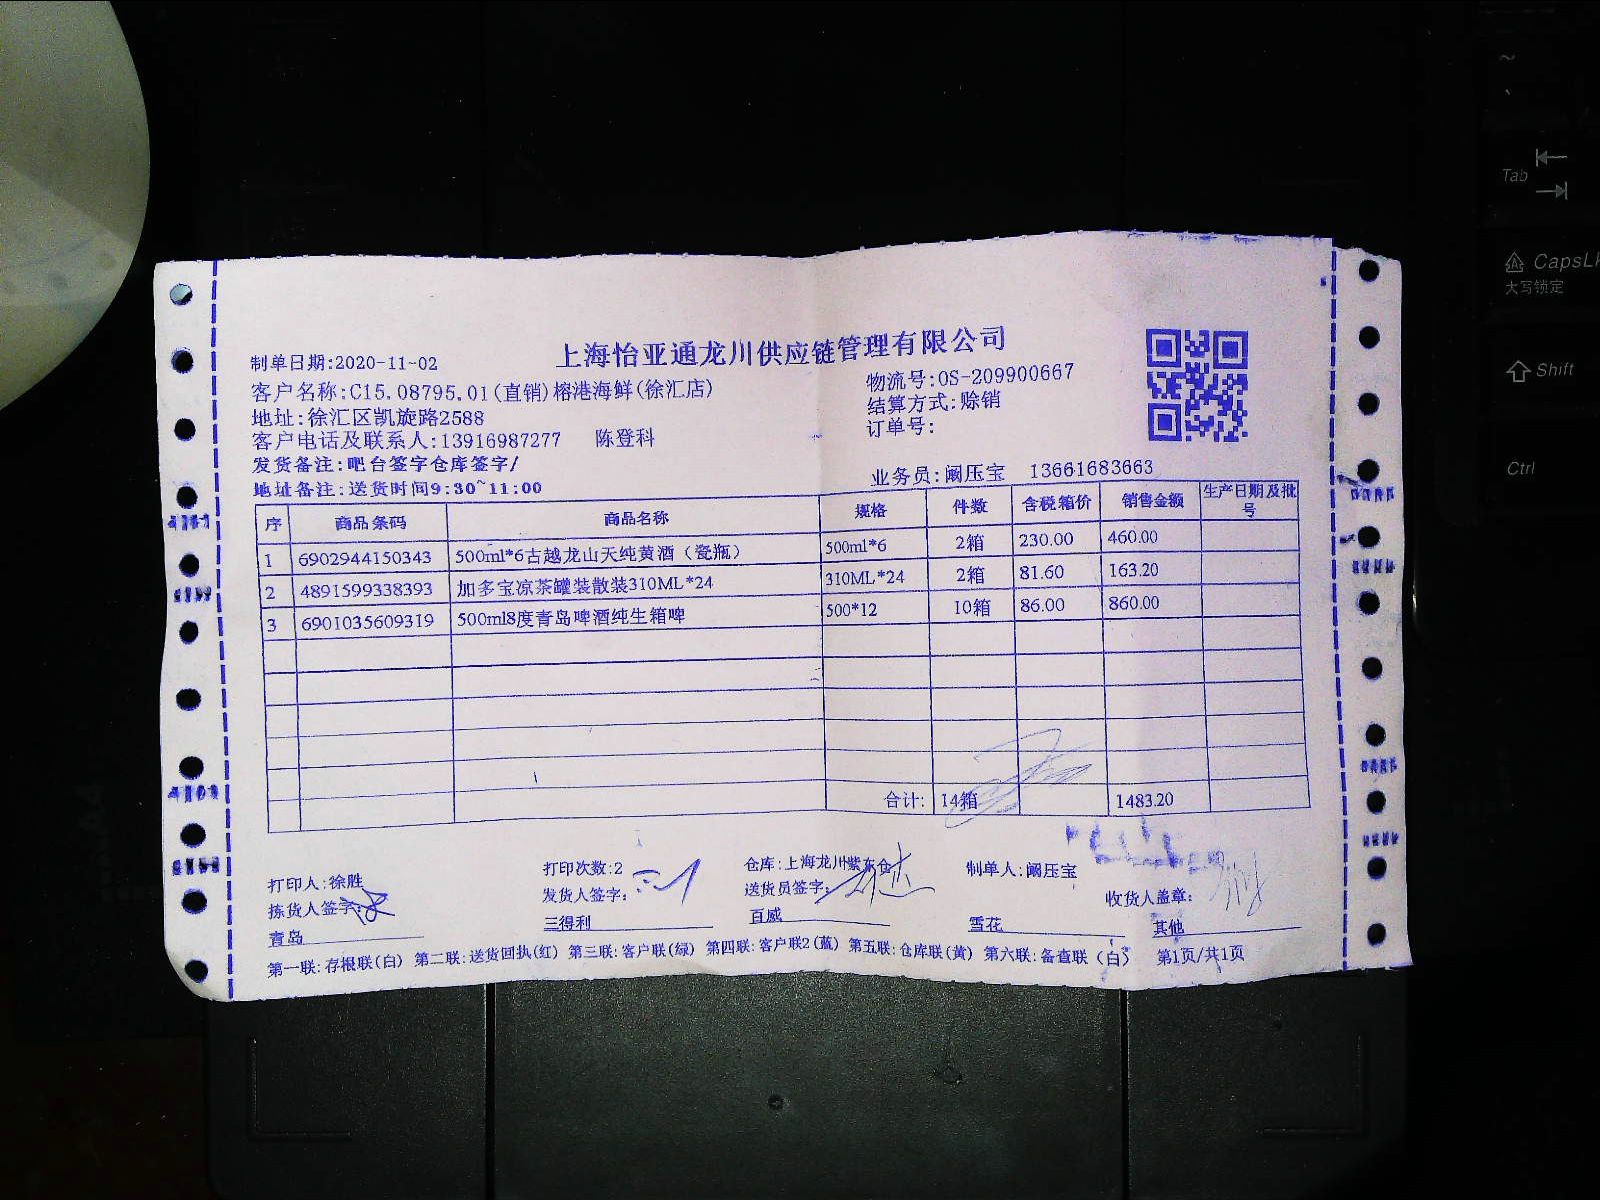 上海怡亚通龙川供应链管理有限公司
制单日期:2020-11-02
客户名称:C15.08795.01(直销)榕港海鲜(徐汇店) 物流号:OS-209900667
地址:徐汇区凯旋路2588 结算方式:赊销
客户电话及联系人:13916987277 陈登科 订单号:
发货备注:吧台签字仓库签字/
地址备注:送货时间9:30~11:00 业务员:阚压宝 13661683663
序 商品条码 商品名称 规格 件数 含税箱价 销售金额 生产日期及批号
1 6902944150343 500ml*6古越龙山天纯黄酒（瓷瓶） 500ml*6 2箱 230.00 460.00
2 4891599338393 加多宝凉茶罐装散装310ML*24 310ML*24 2箱 81.60 163.20
3 6901035609319 500ml8度青岛啤酒纯生箱啤 500*12 10箱 86.00 860.00
合计: 14箱 1483.20
打印人:徐胜 打印次数:2 仓库:上海龙川紫东仓 制单人:阚压宝
拣货人签字: 发货人签字: 送货员签字: 收货人盖章:
青岛 三得利 百威 雪花 其他
第一联:存根联(白) 第二联:送货回执(红) 第三联:客户联(绿) 第四联:客户联2(蓝) 第五联:仓库联(黄) 第六联:备查联（白） 第1页/共1页
Tab
CapsLk
大写锁定
Shift
Ctrl